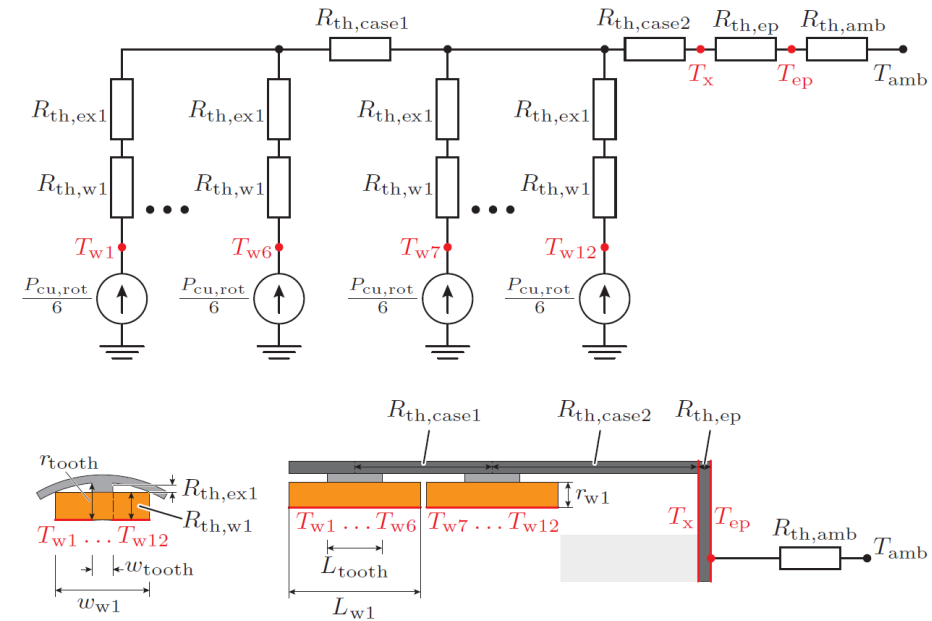 R_th,case1
R_th,case2 R_th,ep R_th,amb
T_x T_ep T_amb
R_th,ex1 R_th,ex1 R_th,ex1 R_th,ex1
R_th,w1 R_th,w1 R_th,w1 R_th,w1
••• •••
T_w1 T_w6 T_w7 T_w12
P_cu,rot/6 P_cu,rot/6 P_cu,rot/6 P_cu,rot/6
R_th,case1 R_th,case2 R_th,ep
r_tooth
R_th,ex1
R_th,w1
T_w1 ... T_w12
w_tooth
w_w1
r_w1
T_w1 ... T_w6 T_w7 ... T_w12
L_tooth
L_w1
T_x T_ep
R_th,amb
T_amb